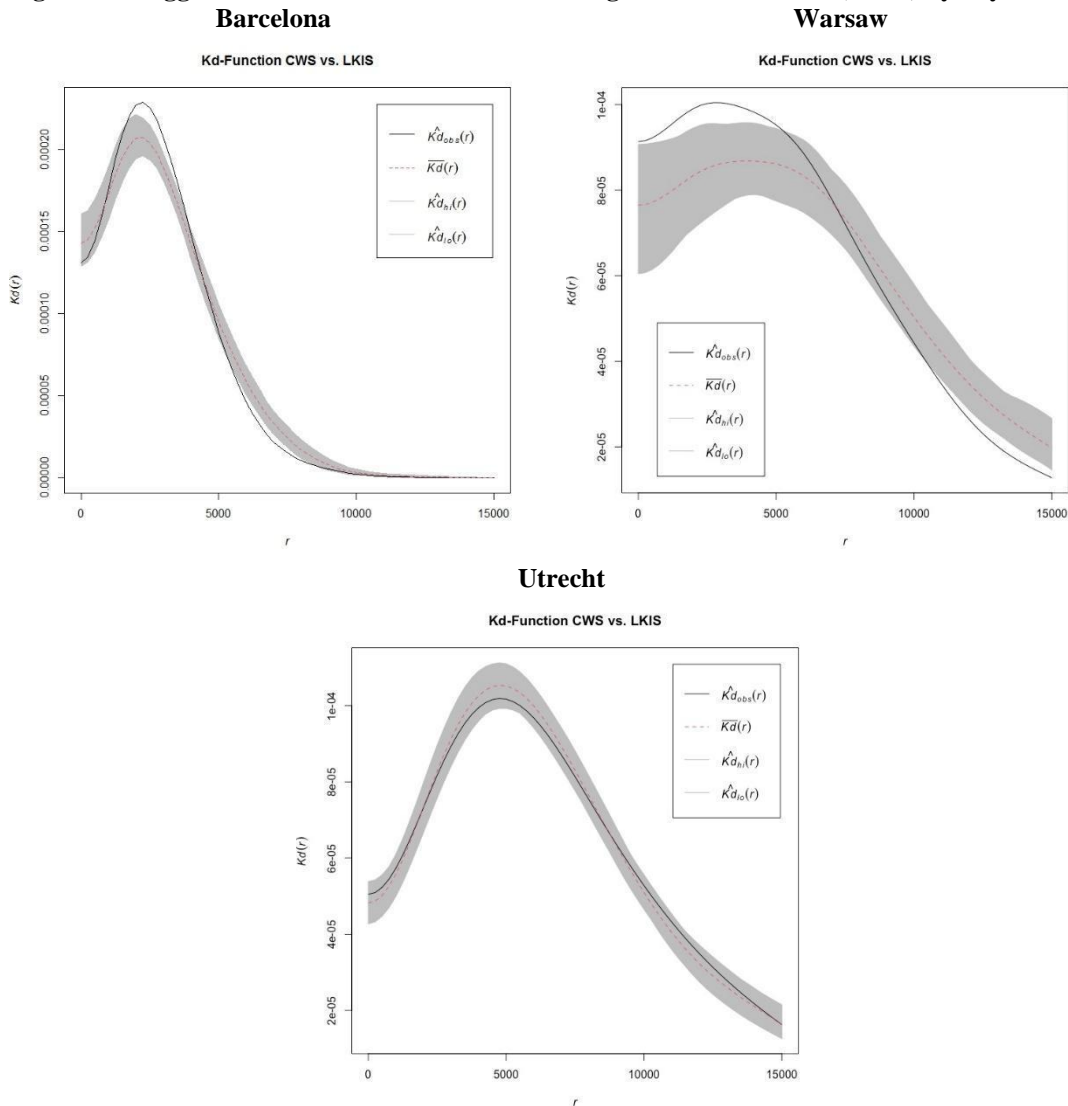 Barcelona
Kd-Function CWS vs. LKIS
K̂d_obs(r)
K̅d̅(r)
K̂d_hi(r)
K̂d_lo(r)
Kd(r)
0.00020
0.00015
0.00010
0.00005
0.00000
0 5000 10000 15000
r
Warsaw
Kd-Function CWS vs. LKIS
1e-04
8e-05
6e-05
4e-05
2e-05
Kd(r)
K̂d_obs(r)
K̅d̅(r)
K̂d_hi(r)
K̂d_lo(r)
0 5000 10000 15000
r
Utrecht
Kd-Function CWS vs. LKIS
K̂d_obs(r)
K̅d̅(r)
K̂d_hi(r)
K̂d_lo(r)
1e-04
8e-05
6e-05
4e-05
2e-05
Kd(r)
0 5000 10000 15000
r